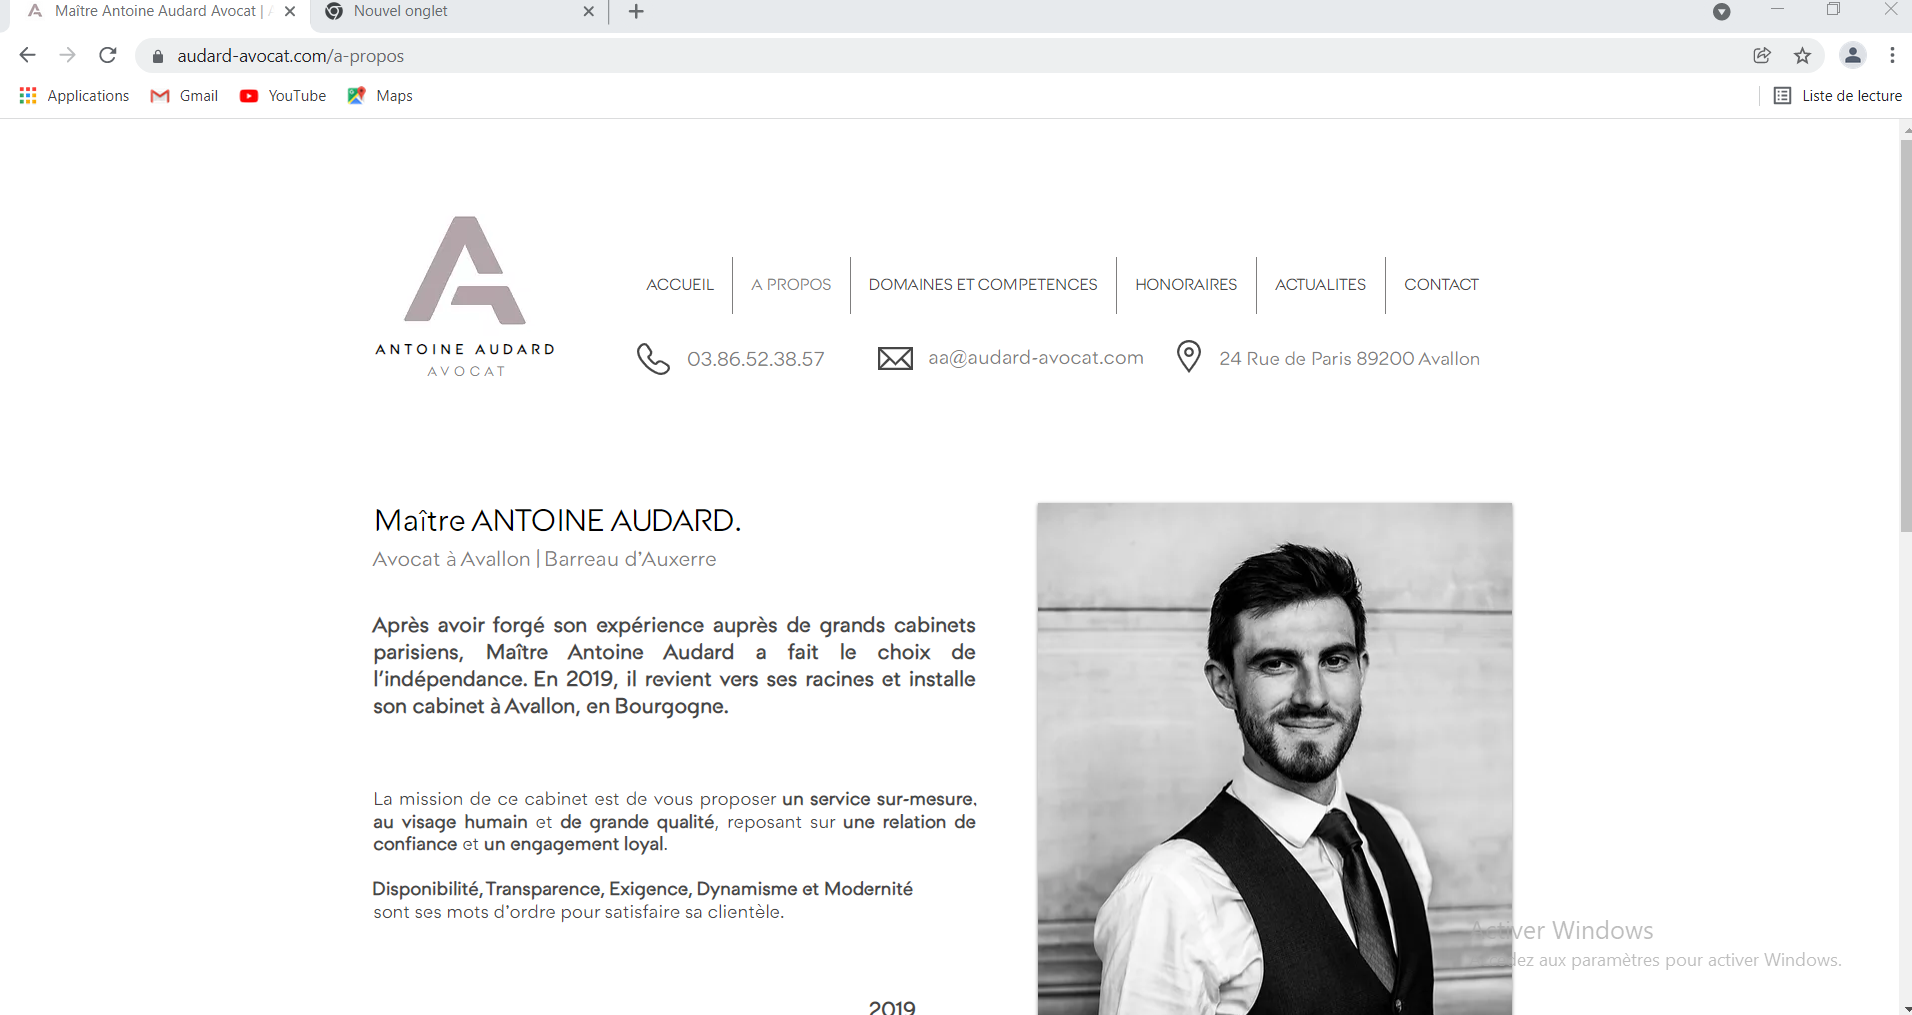 Maître Antoine Audard Avocat |
Nouvel onglet
audard-avocat.com/a-propos
Applications
Gmail
YouTube
Maps
Liste de lecture
ANTOINE AUDARD
AVOCAT
ACCUEIL
A PROPOS
DOMAINES ET COMPETENCES
HONORAIRES
ACTUALITES
CONTACT
03.86.52.38.57
aa@audard-avocat.com
24 Rue de Paris 89200 Avallon
Maître ANTOINE AUDARD.
Avocat à Avallon | Barreau d'Auxerre
Après avoir forgé son expérience auprès de grands cabinets
parisiens, Maître Antoine Audard a fait le choix de
l'indépendance. En 2019, il revient vers ses racines et installe
son cabinet à Avallon, en Bourgogne.
La mission de ce cabinet est de vous proposer un service sur-mesure,
au visage humain et de grande qualité, reposant sur une relation de
confiance et un engagement loyal.
Disponibilité, Transparence, Exigence, Dynamisme et Modernité
sont ses mots d'ordre pour satisfaire sa clientèle.
2019
Activer Windows
aux paramètres pour activer Windows.